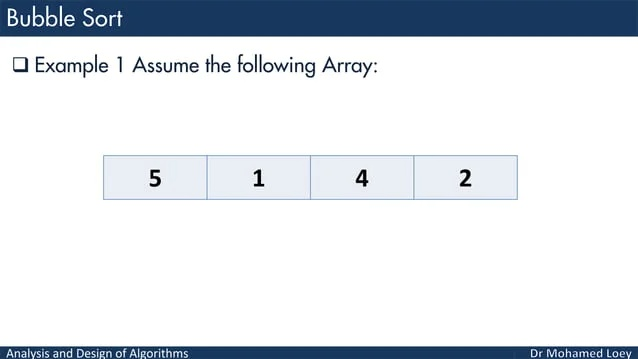 Bubble Sort
❑ Example 1 Assume the following Array:
5 1 4 2
Analysis and Design of Algorithms Dr Mohamed Loey